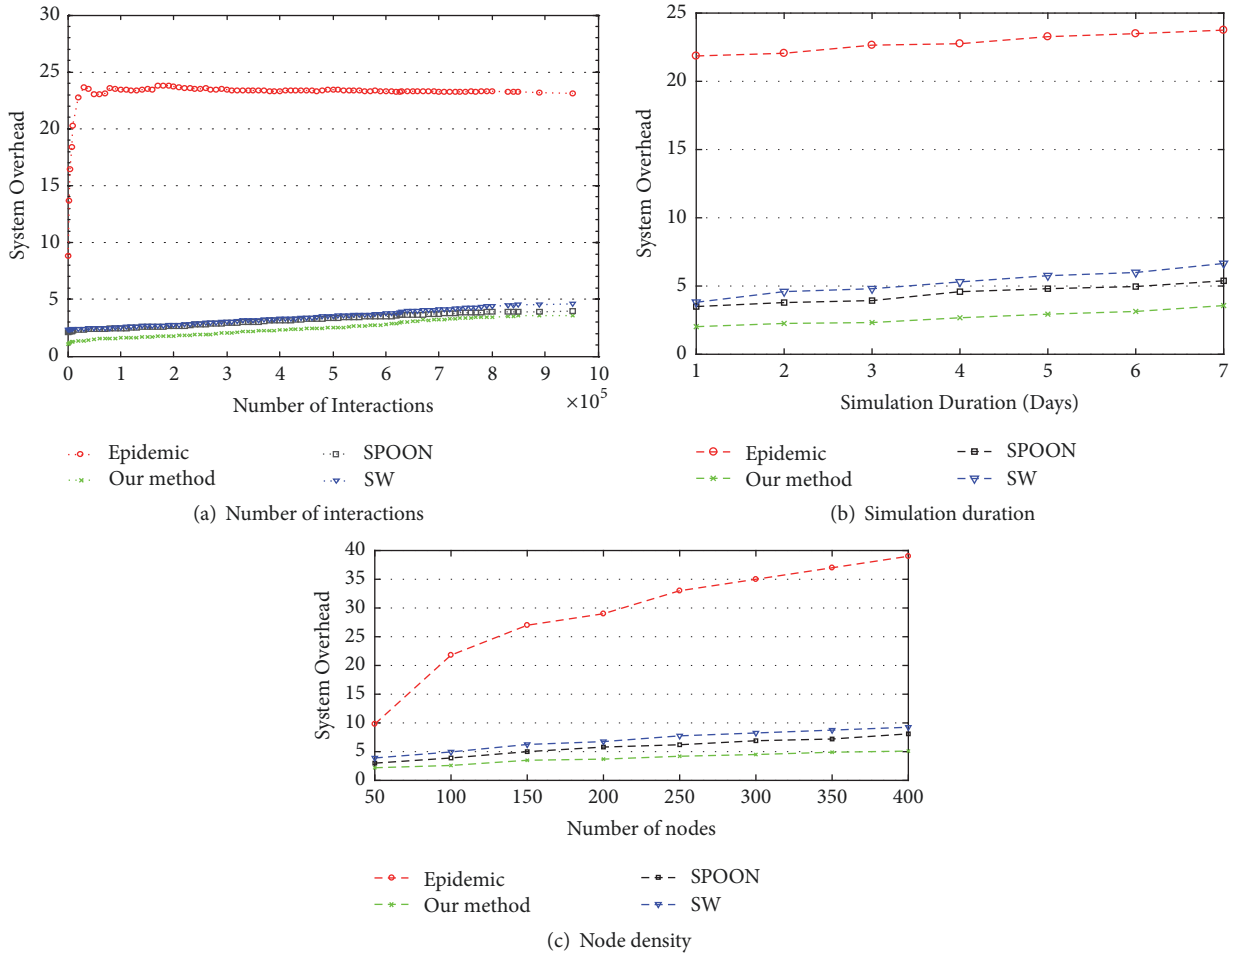 30
25
20
15
10
5
0
System Overhead
0 1 2 3 4 5 6 7 8 9 10
×10⁵
Number of Interactions
Epidemic
Our method
SPOON
SW
(a) Number of interactions
25
20
15
10
5
0
System Overhead
1 2 3 4 5 6 7
Simulation Duration (Days)
Epidemic
Our method
SPOON
SW
(b) Simulation duration
40
35
30
25
20
15
10
5
0
System Overhead
50 100 150 200 250 300 350 400
Number of nodes
Epidemic
Our method
SPOON
SW
(c) Node density